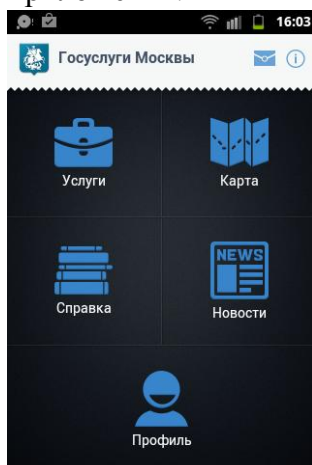 16:03
Госуслуги Москвы
Услуги
Карта
NEWS
Справка
Новости
Профиль